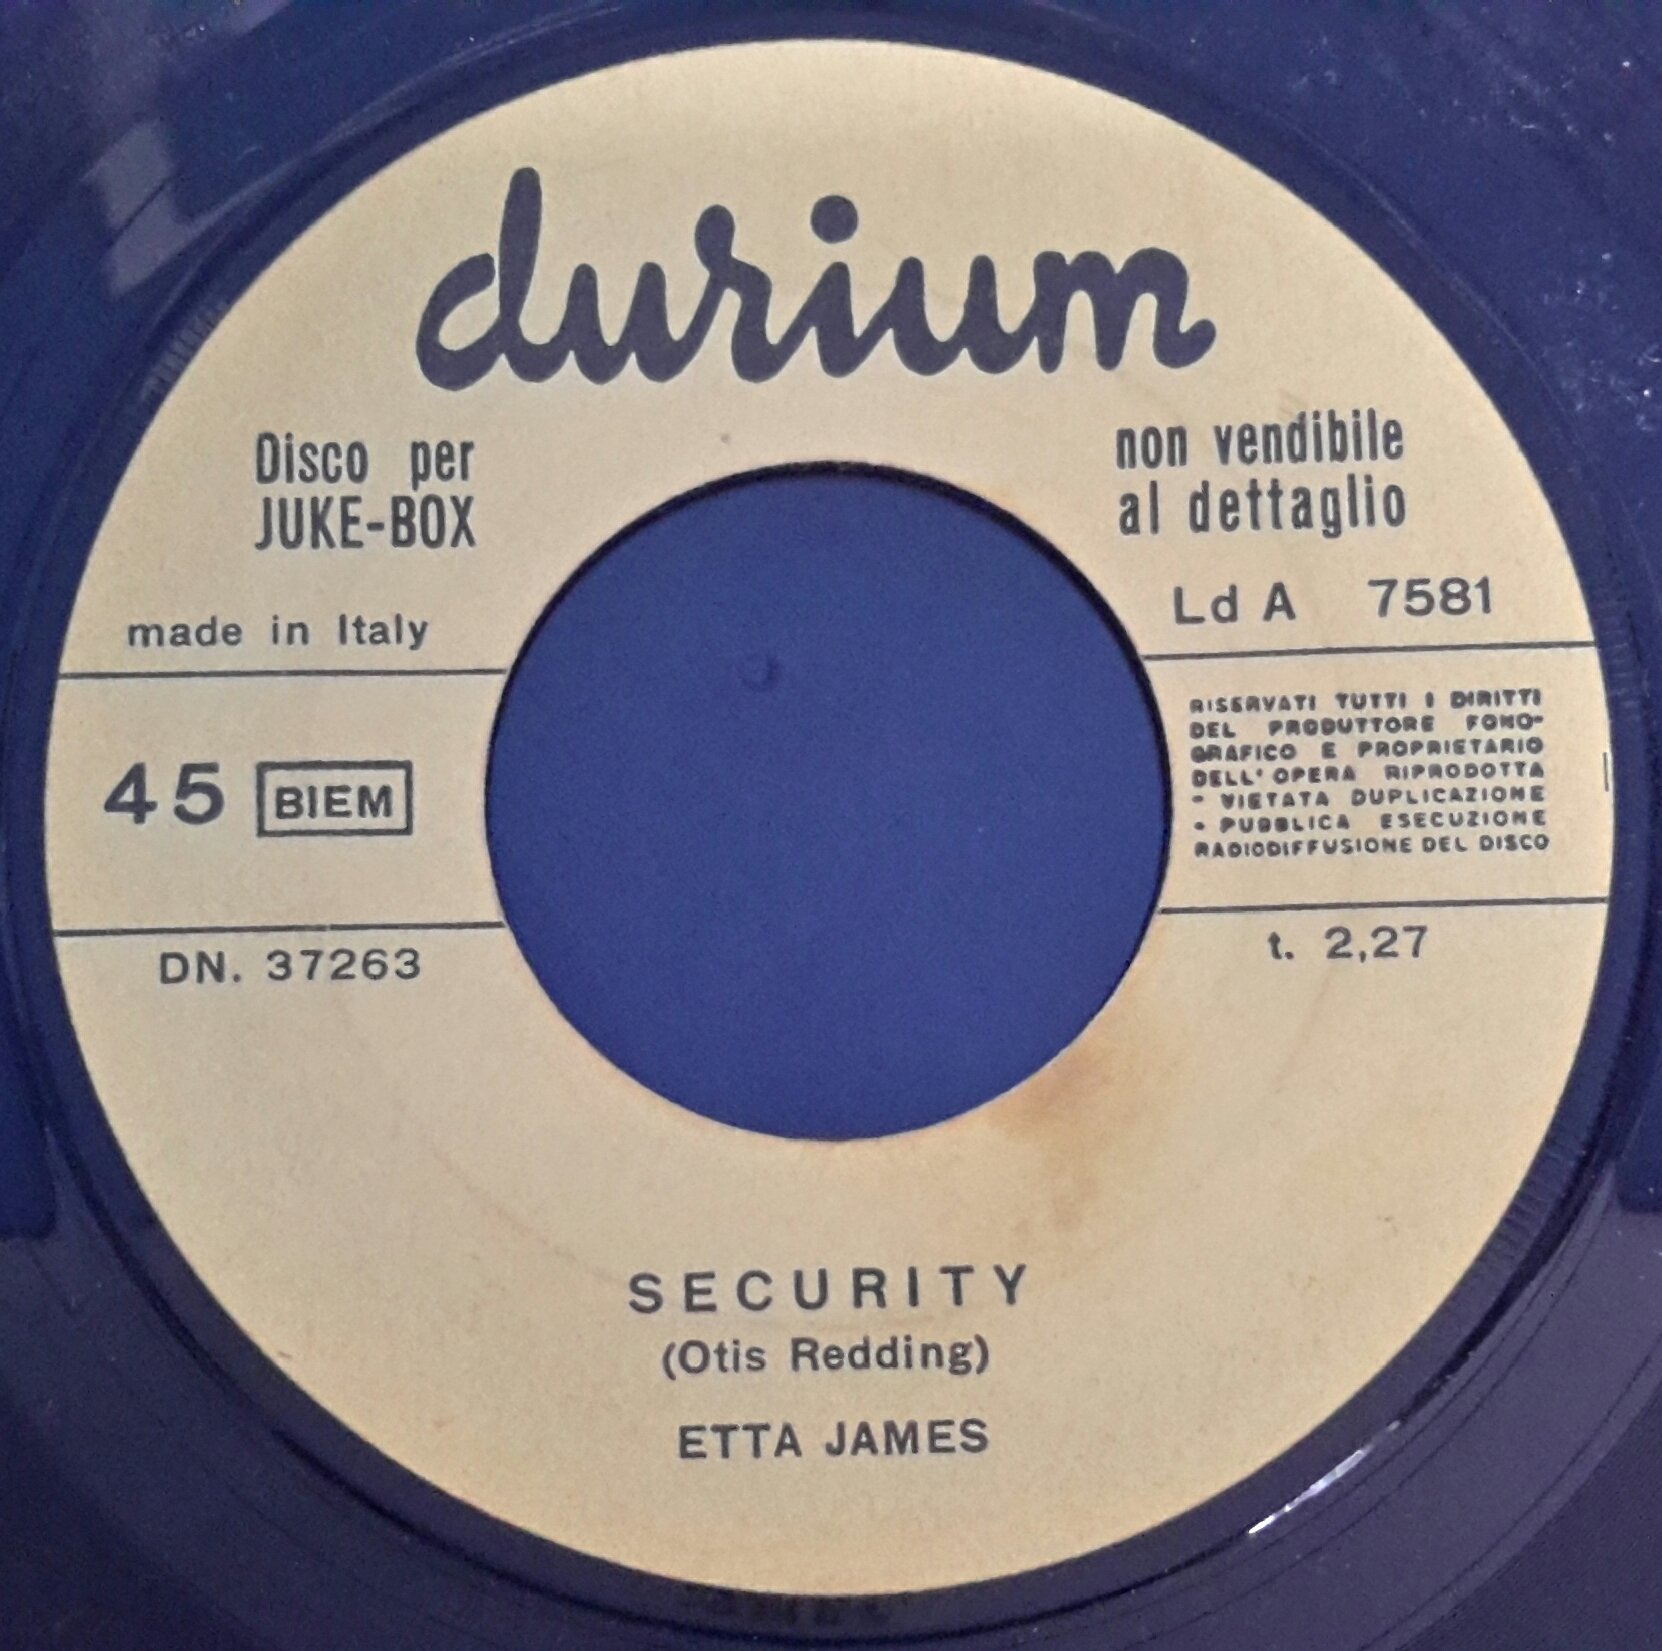 durium
Disco per
JUKE-BOX
non vendibile
al dettaglio
made in Italy
Ld A 7581
45 BIEM
RISERVATI TUTTI I DIRITTI
DEL PRODUTTORE FONO-
GRAFICO E PROPRIETARIO
DELL' OPERA RIPRODOTTA
- VIETATA DUPLICAZIONE
- PUBBLICA ESECUZIONE
RADIODIFFUSIONE DEL DISCO
DN. 37263
t. 2,27
SECURITY
(Otis Redding)
ETTA JAMES